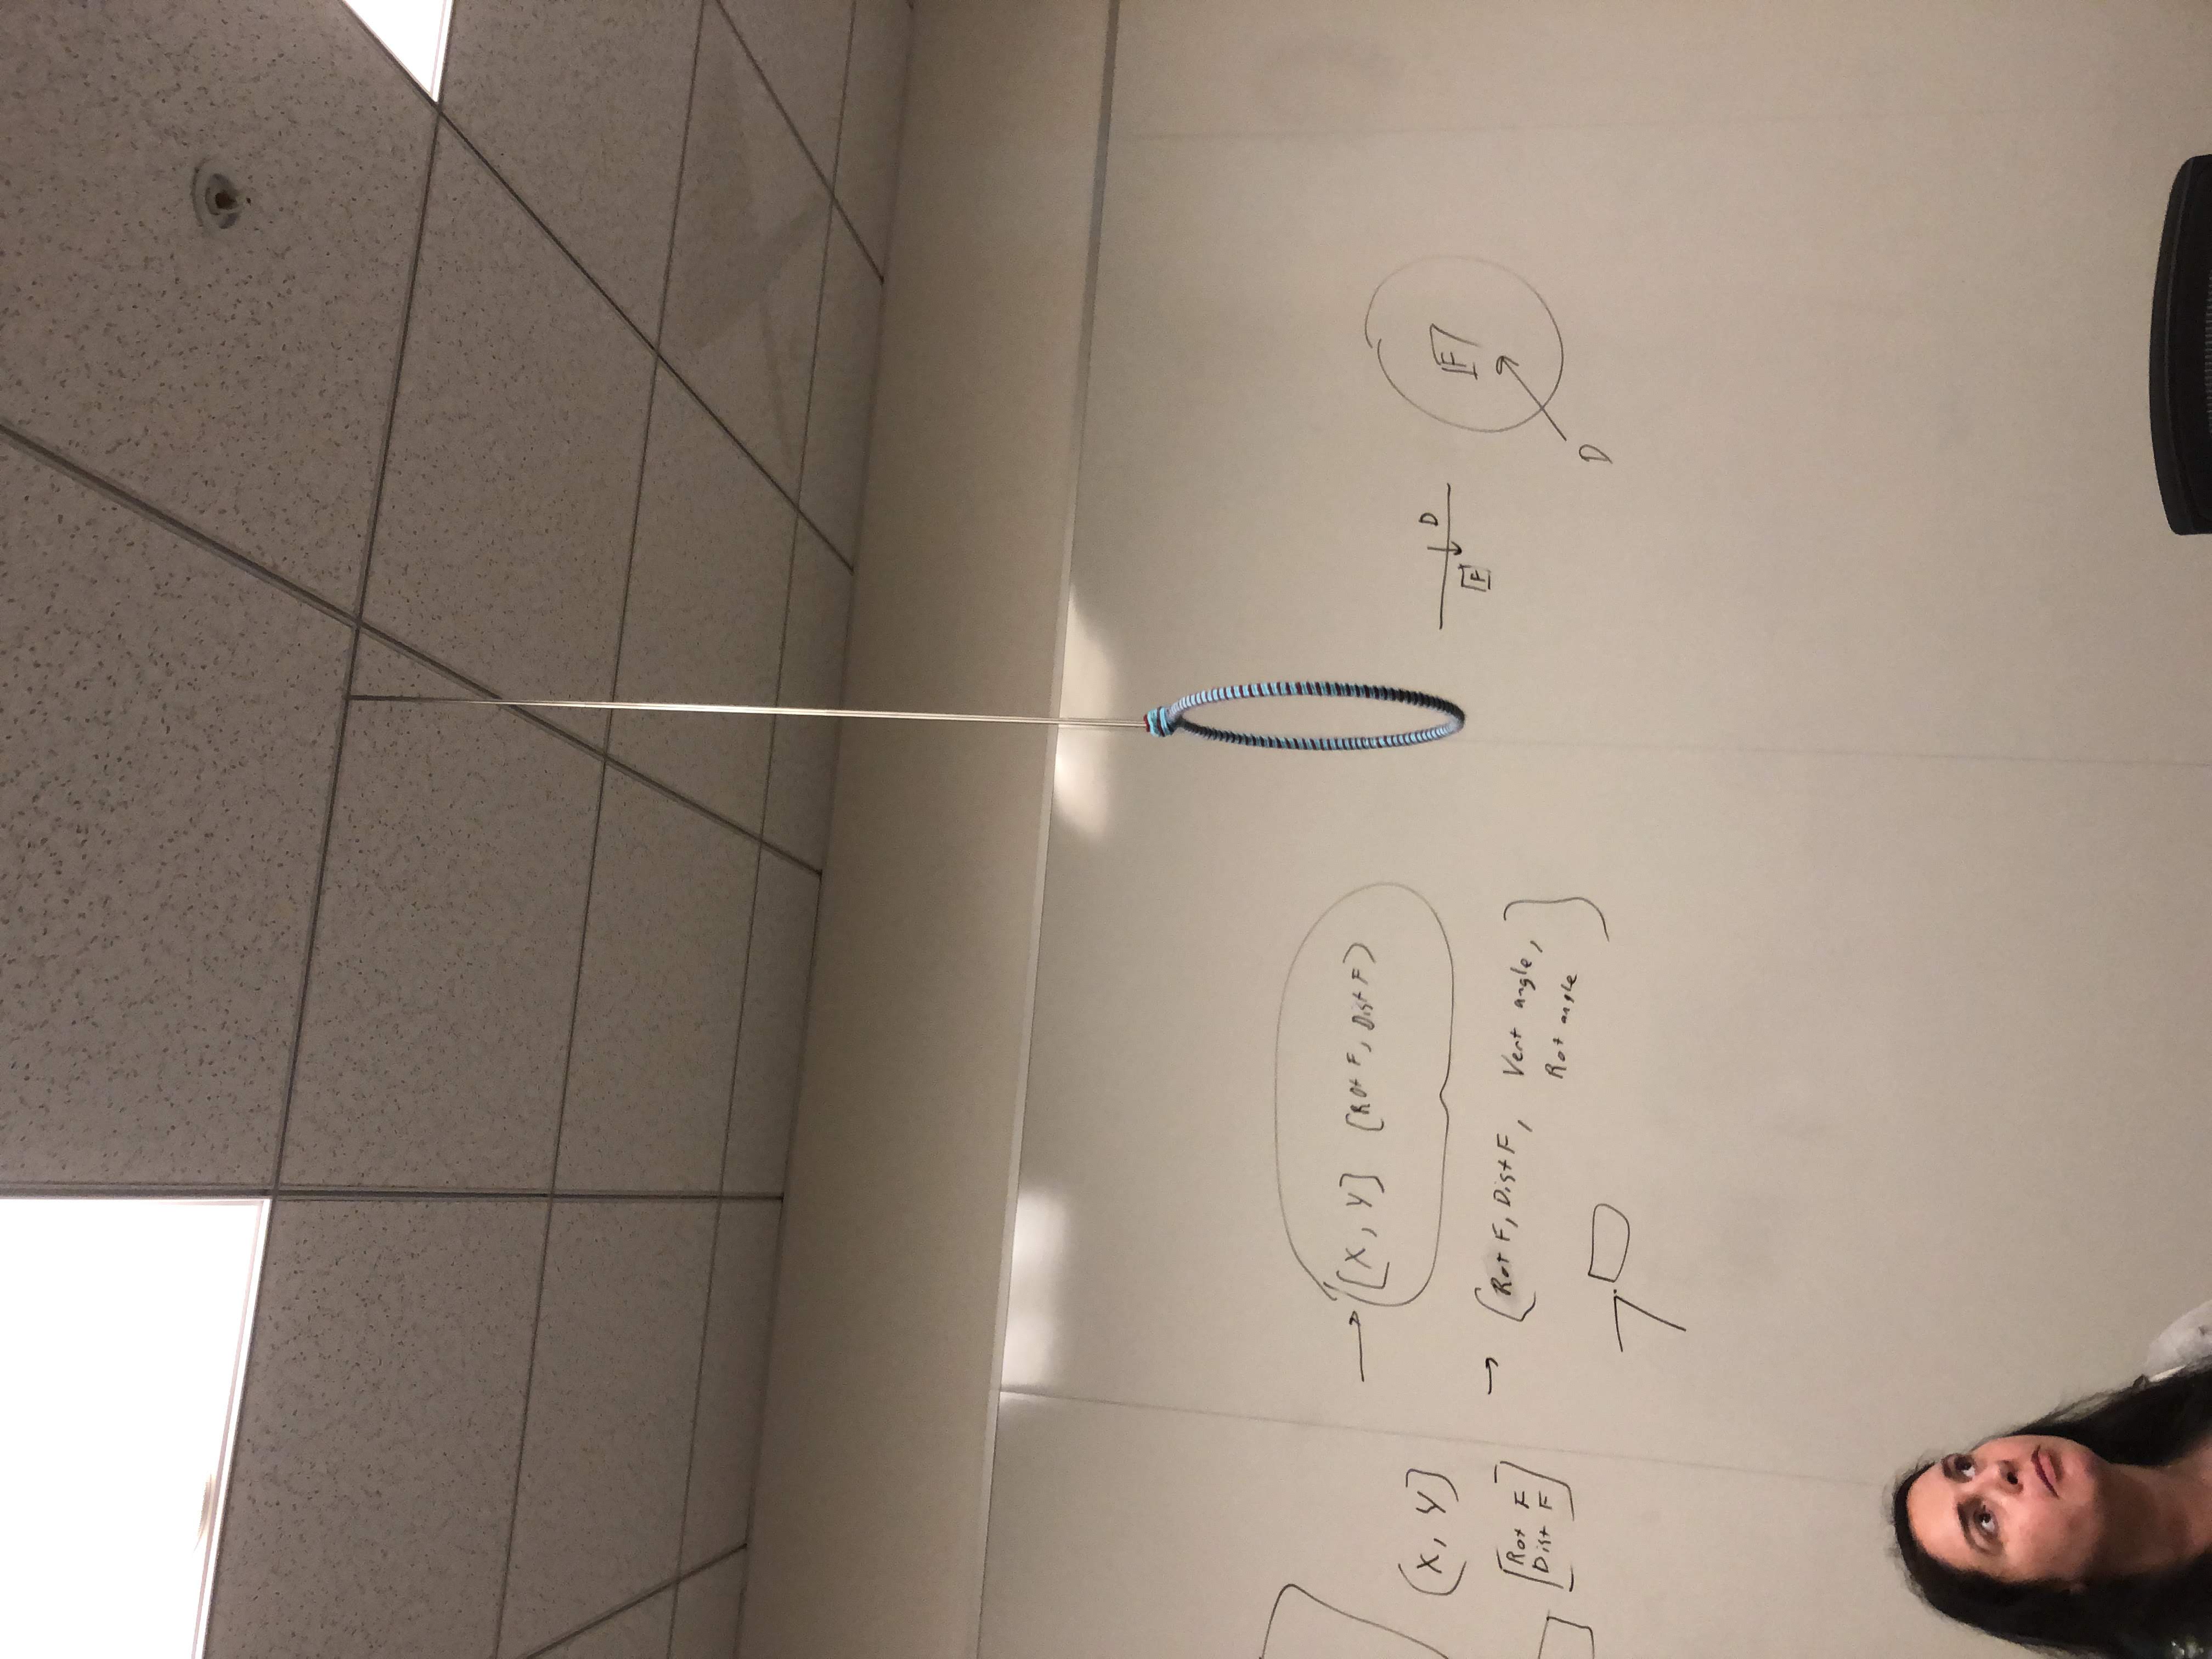 (X, Y]
[Rot F
Dist F]
→ [X, Y] (Rot F, Dist F)
→ [Rot F, Dist F, Vert angle,
Rot angle]
D
[F]
[F]
D